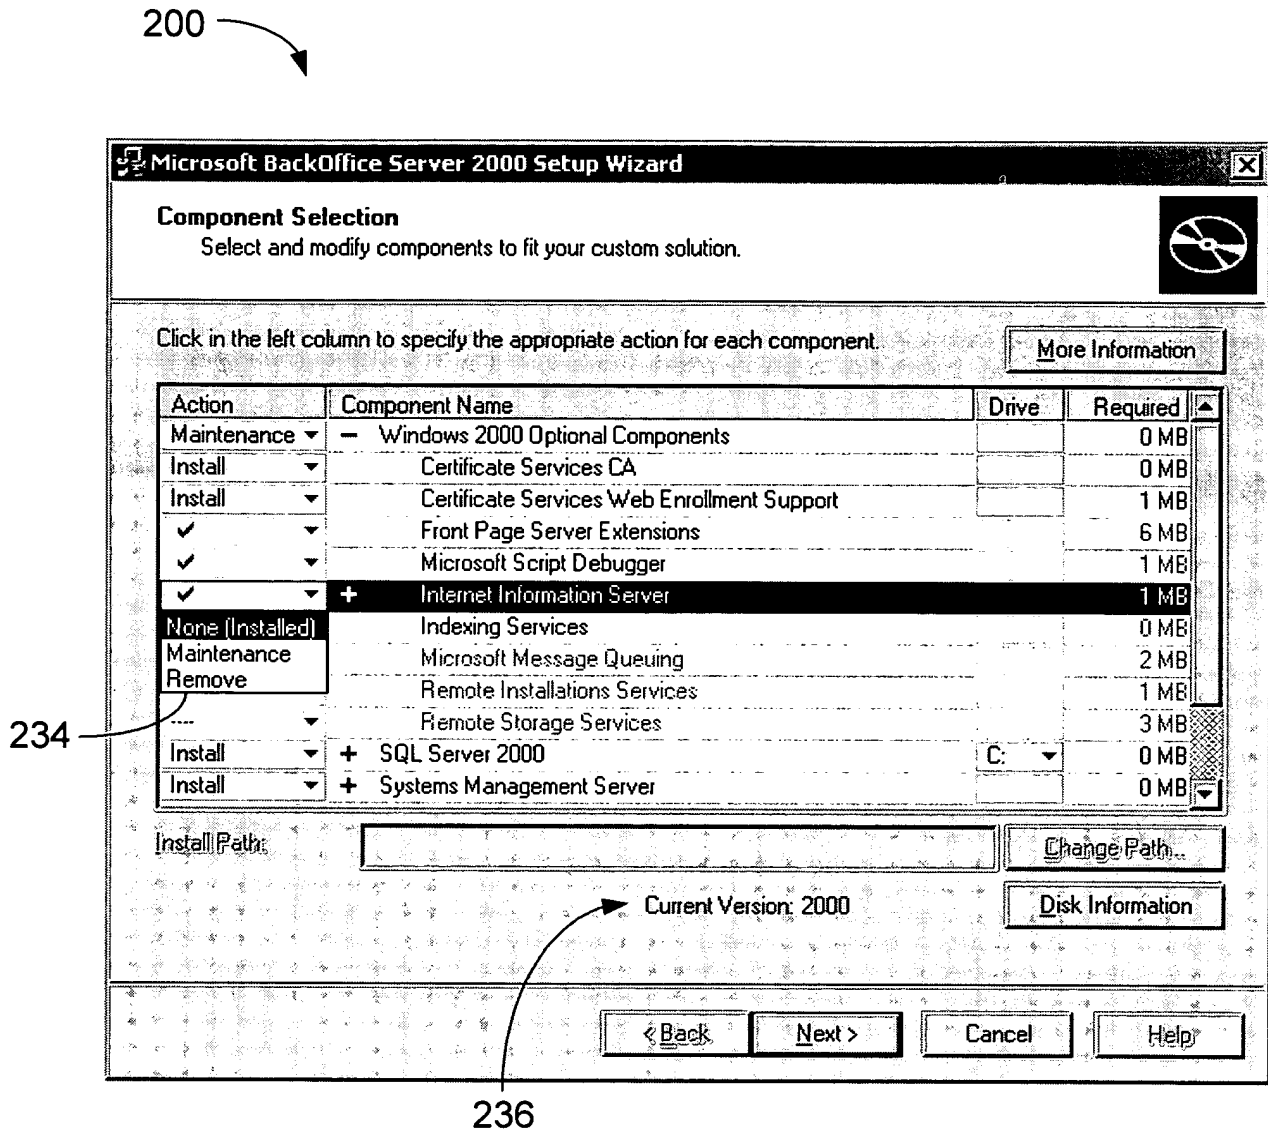 200
Microsoft BackOffice Server 2000 Setup Wizard
Component Selection
Select and modify components to fit your custom solution.
Click in the left column to specify the appropriate action for each component.
More Information
Action Component Name Drive Required
Maintenance − Windows 2000 Optional Components 0 MB
Install Certificate Services CA 0 MB
Install Certificate Services Web Enrollment Support 1 MB
Front Page Server Extensions 6 MB
Microsoft Script Debugger 1 MB
+ Internet Information Server 1 MB
None (Installed) Indexing Services 0 MB
Maintenance Microsoft Message Queuing 2 MB
Remove Remote Installations Services 1 MB
234
---- Remote Storage Services 3 MB
Install + SQL Server 2000 C: 0 MB
Install + Systems Management Server 0 MB
Install Path: Change Path...
Current Version: 2000 Disk Information
< Back Next > Cancel Help
236